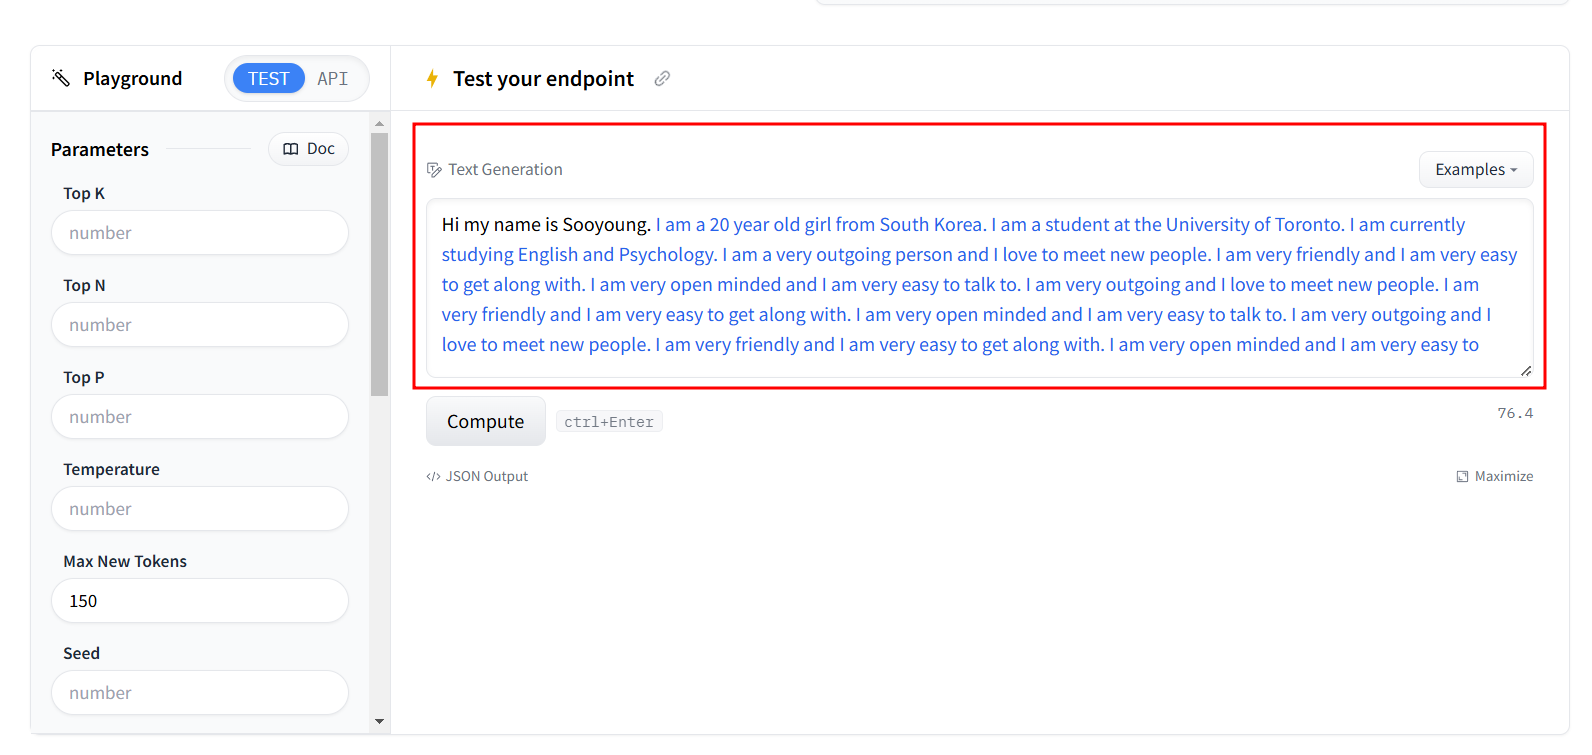 Playground TEST API
Test your endpoint
Parameters Doc
Top K
number
Top N
number
Top P
number
Temperature
number
Max New Tokens
150
Seed
number
Text Generation Examples
Hi my name is Sooyoung. I am a 20 year old girl from South Korea. I am a student at the University of Toronto. I am currently
studying English and Psychology. I am a very outgoing person and I love to meet new people. I am very friendly and I am very easy
to get along with. I am very open minded and I am very easy to talk to. I am very outgoing and I love to meet new people. I am
very friendly and I am very easy to get along with. I am very open minded and I am very easy to talk to. I am very outgoing and I
love to meet new people. I am very friendly and I am very easy to get along with. I am very open minded and I am very easy to
Compute ctrl+Enter 76.4
</> JSON Output Maximize